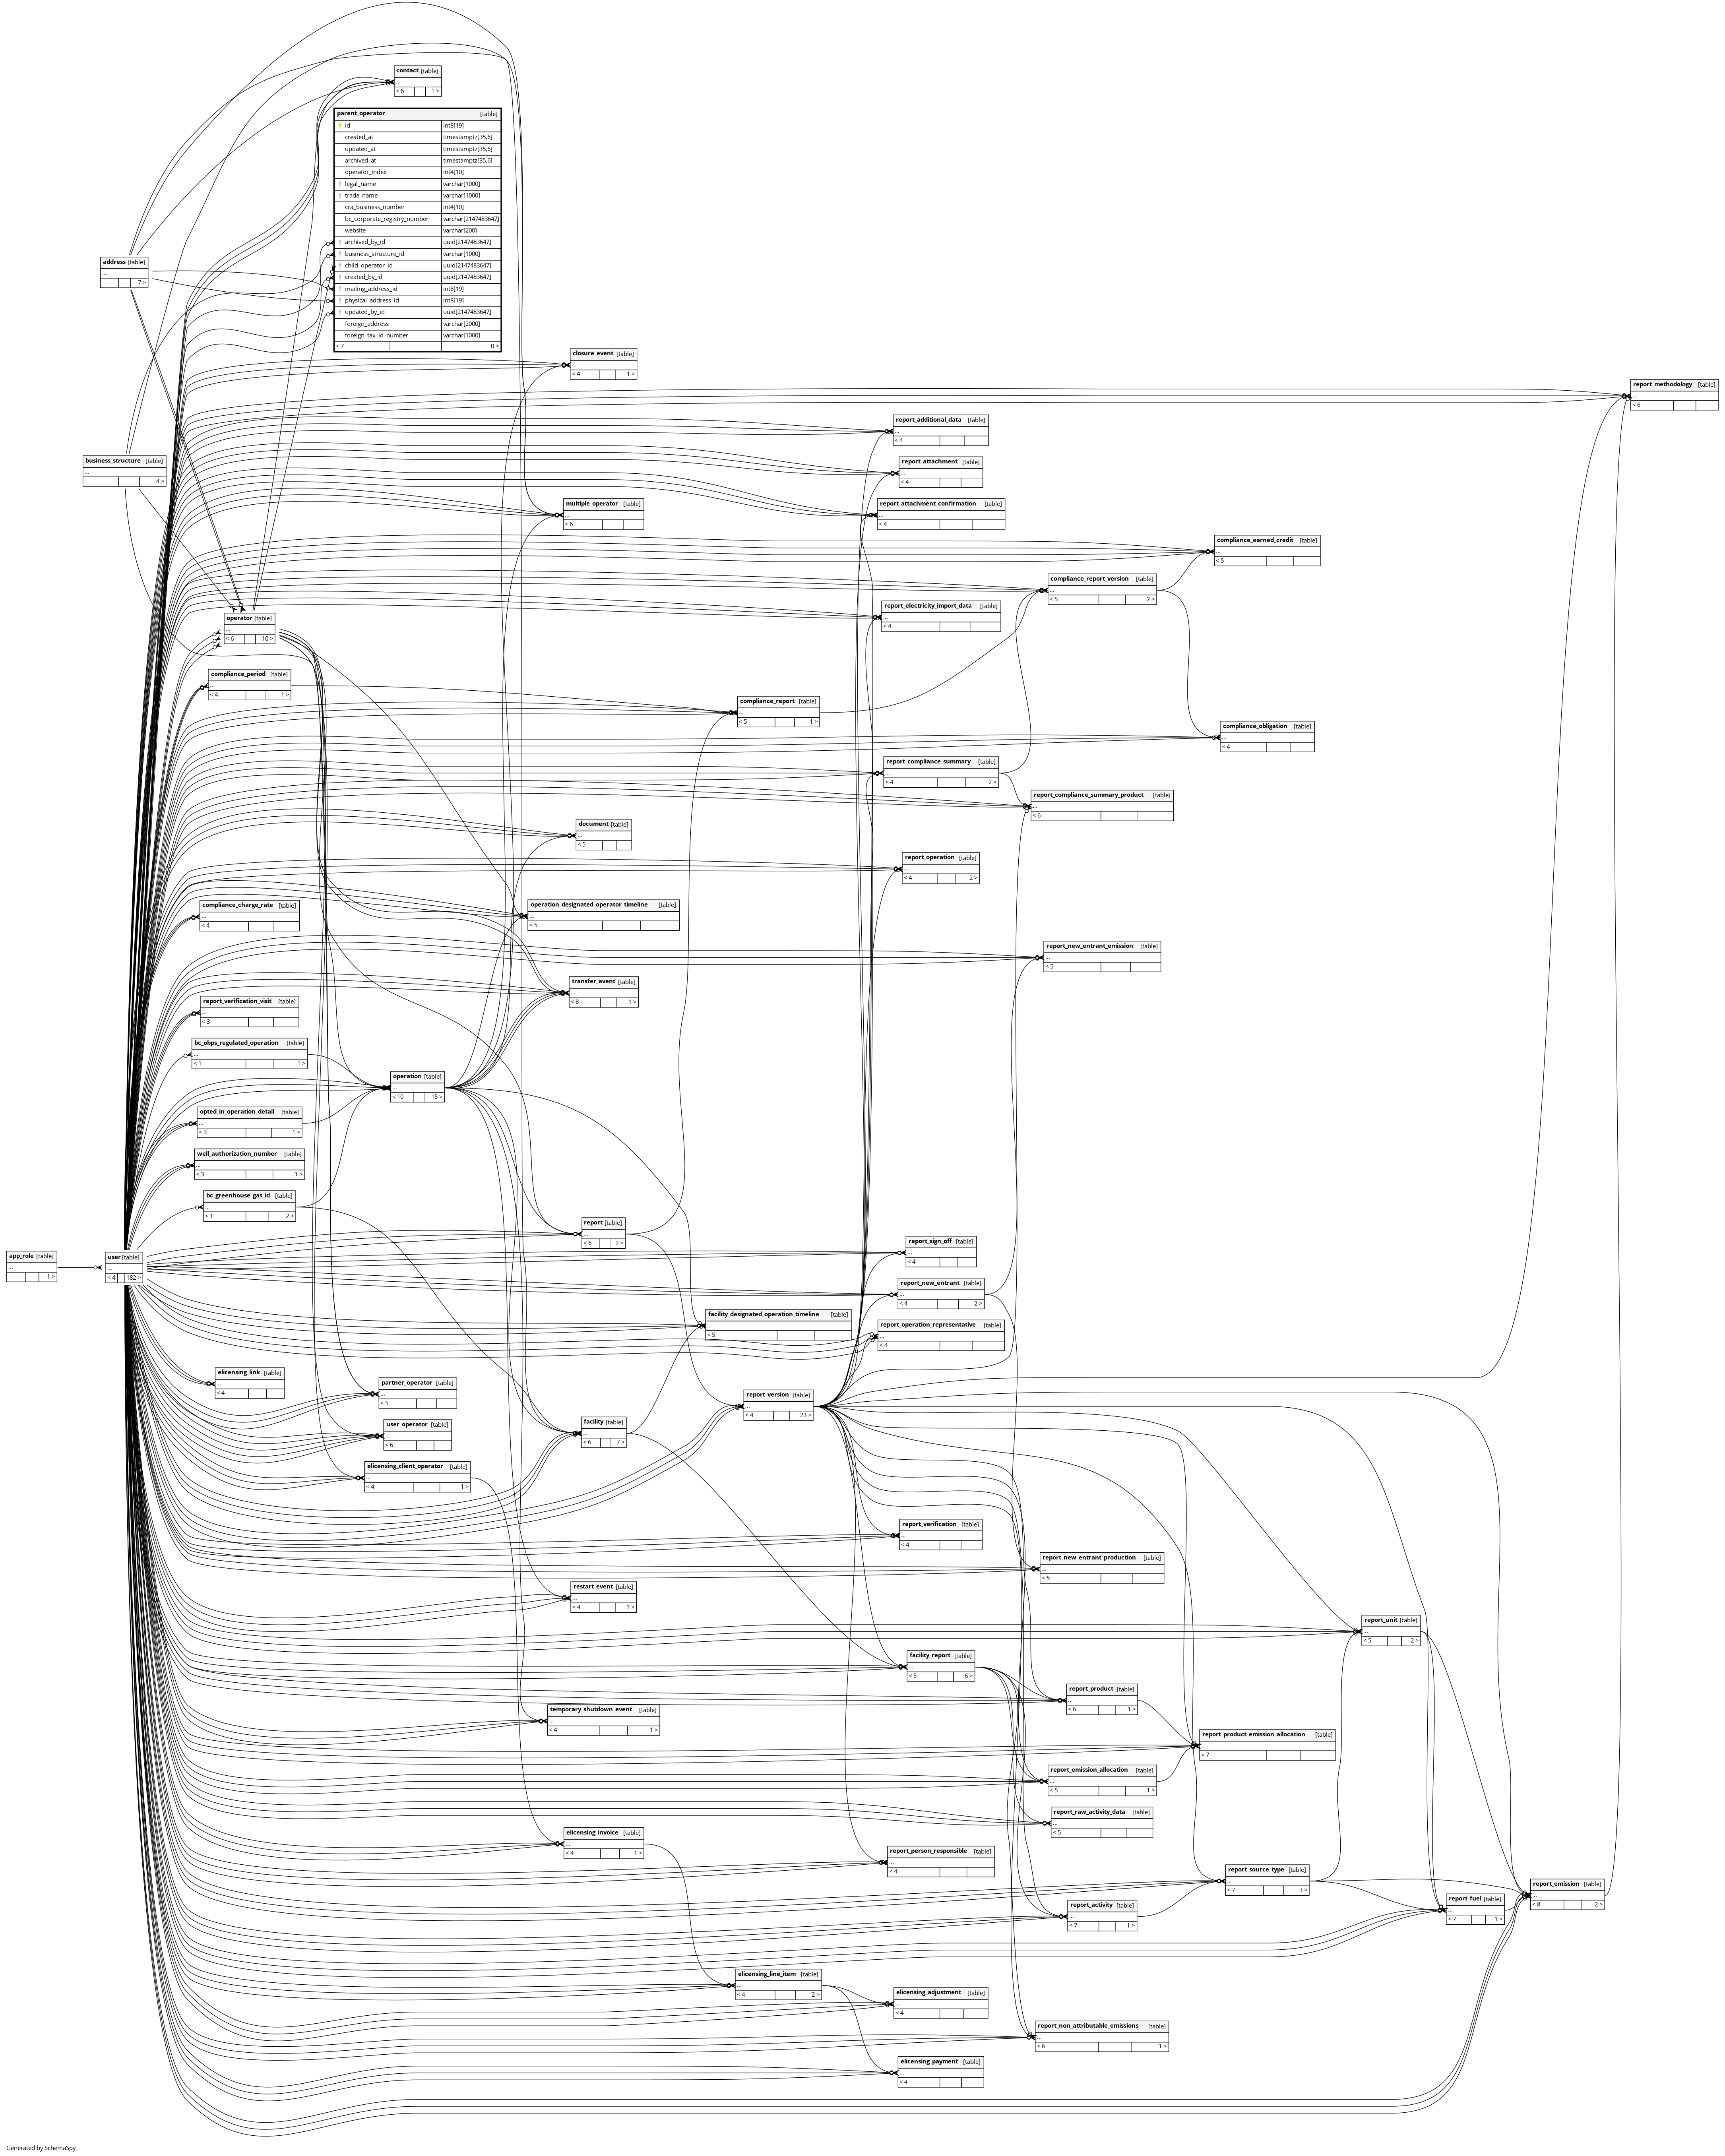 contact [table]
...
< 6 1 >
parent_operator [table]
id int8[19]
created_at timestamptz[35,6]
updated_at timestamptz[35,6]
archived_at timestamptz[35,6]
operator_index int4[10]
legal_name varchar[1000]
trade_name varchar[1000]
cra_business_number int4[10]
bc_corporate_registry_number varchar[2147483647]
website varchar[200]
archived_by_id uuid[2147483647]
business_structure_id varchar[1000]
child_operator_id uuid[2147483647]
created_by_id uuid[2147483647]
mailing_address_id int8[19]
physical_address_id int8[19]
updated_by_id uuid[2147483647]
foreign_address varchar[2000]
foreign_tax_id_number varchar[1000]
< 7 0 >
address [table]
...
7 >
closure_event [table]
...
< 4 1 >
report_methodology [table]
...
< 6
report_additional_data [table]
...
< 4
business_structure [table]
...
4 >
report_attachment [table]
...
< 4
multiple_operator [table]
...
< 6
report_attachment_confirmation [table]
...
< 4
compliance_earned_credit [table]
...
< 5
compliance_report_version [table]
...
< 5 2 >
report_electricity_import_data [table]
...
< 4
operator [table]
...
< 6 10 >
compliance_period [table]
...
< 4 1 >
compliance_report [table]
...
< 5 1 >
compliance_obligation [table]
...
< 4
report_compliance_summary [table]
...
< 4 2 >
report_compliance_summary_product [table]
...
< 6
document [table]
...
< 5
report_operation [table]
...
< 4 2 >
compliance_charge_rate [table]
...
< 4
operation_designated_operator_timeline [table]
...
< 5
report_new_entrant_emission [table]
...
< 5
transfer_event [table]
...
< 8 1 >
report_verification_visit [table]
...
< 3
bc_obps_regulated_operation [table]
...
< 1 1 >
operation [table]
...
< 10 15 >
opted_in_operation_detail [table]
...
< 3 1 >
well_authorization_number [table]
...
< 3 1 >
bc_greenhouse_gas_id [table]
...
< 1 2 >
report [table]
...
< 6 2 >
app_role [table]
...
1 >
user [table]
...
< 4 182 >
report_sign_off [table]
...
< 4
report_new_entrant [table]
...
< 4 2 >
facility_designated_operation_timeline [table]
...
< 5
report_operation_representative [table]
...
< 4
elicensing_link [table]
...
< 4
partner_operator [table]
...
< 5
report_version [table]
...
< 4 23 >
user_operator [table]
...
< 6
facility [table]
...
< 6 7 >
elicensing_client_operator [table]
...
< 4 1 >
report_verification [table]
...
< 4
report_new_entrant_production [table]
...
< 5
restart_event [table]
...
< 4 1 >
report_unit [table]
...
< 5 2 >
facility_report [table]
...
< 5 6 >
report_product [table]
...
< 6 1 >
temporary_shutdown_event [table]
...
< 4 1 >
report_product_emission_allocation [table]
...
< 7
report_emission_allocation [table]
...
< 5 1 >
report_raw_activity_data [table]
...
< 5
elicensing_invoice [table]
...
< 4 1 >
report_person_responsible [table]
...
< 4
report_source_type [table]
...
< 7 3 >
report_emission [table]
...
< 8 2 >
report_fuel [table]
...
< 7 1 >
report_activity [table]
...
< 7 1 >
elicensing_line_item [table]
...
< 4 2 >
elicensing_adjustment [table]
...
< 4
report_non_attributable_emissions [table]
...
< 6 1 >
elicensing_payment [table]
...
< 4
Generated by SchemaSpy